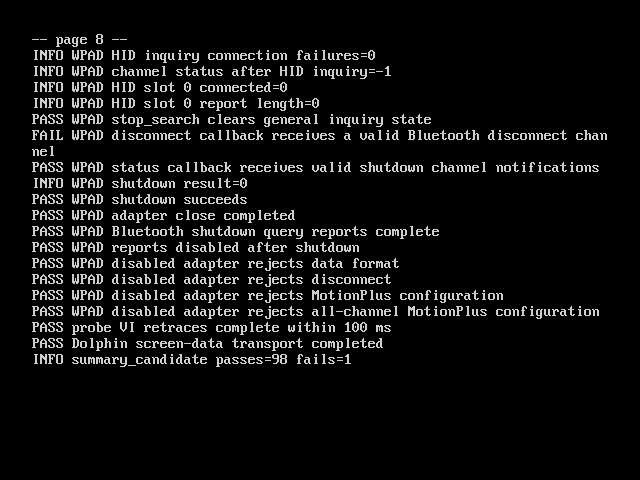 -- page 8 --
INFO WPAD HID inquiry connection failures=0
INFO WPAD channel status after HID inquiry=-1
INFO WPAD HID slot 0 connected=0
INFO WPAD HID slot 0 report length=0
PASS WPAD stop_search clears general inquiry state
FAIL WPAD disconnect callback receives a valid Bluetooth disconnect chan
nel
PASS WPAD status callback receives valid shutdown channel notifications
INFO WPAD shutdown result=0
PASS WPAD shutdown succeeds
PASS WPAD adapter close completed
PASS WPAD Bluetooth shutdown query reports complete
PASS WPAD reports disabled after shutdown
PASS WPAD disabled adapter rejects data format
PASS WPAD disabled adapter rejects disconnect
PASS WPAD disabled adapter rejects MotionPlus configuration
PASS WPAD disabled adapter rejects all-channel MotionPlus configuration
PASS probe VI retraces complete within 100 ms
PASS Dolphin screen-data transport completed
INFO summary_candidate passes=98 fails=1